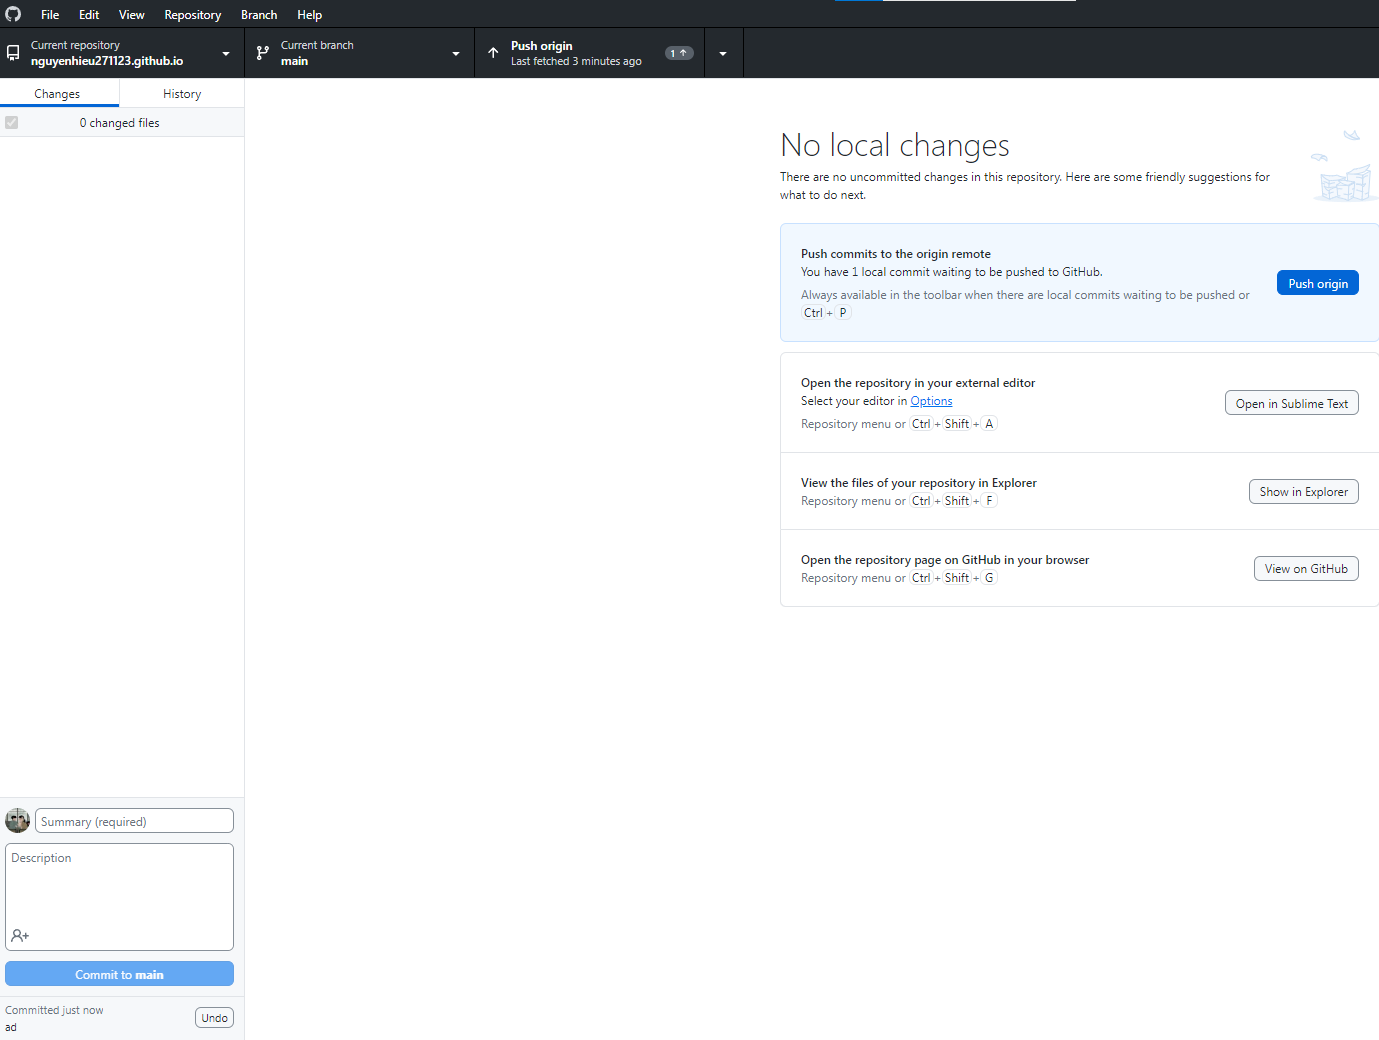 File Edit View Repository Branch Help
Current repository
nguyenhieu271123.github.io
Current branch
main
Push origin
Last fetched 3 minutes ago
1
Changes History
0 changed files
No local changes
There are no uncommitted changes in this repository. Here are some friendly suggestions for
what to do next.
Push commits to the origin remote
You have 1 local commit waiting to be pushed to GitHub.
Always available in the toolbar when there are local commits waiting to be pushed or
Ctrl + P
Push origin
Open the repository in your external editor
Select your editor in Options
Repository menu or Ctrl + Shift + A
Open in Sublime Text
View the files of your repository in Explorer
Repository menu or Ctrl + Shift + F
Show in Explorer
Open the repository page on GitHub in your browser
Repository menu or Ctrl + Shift + G
View on GitHub
Summary (required)
Description
Commit to main
Committed just now
ad
Undo